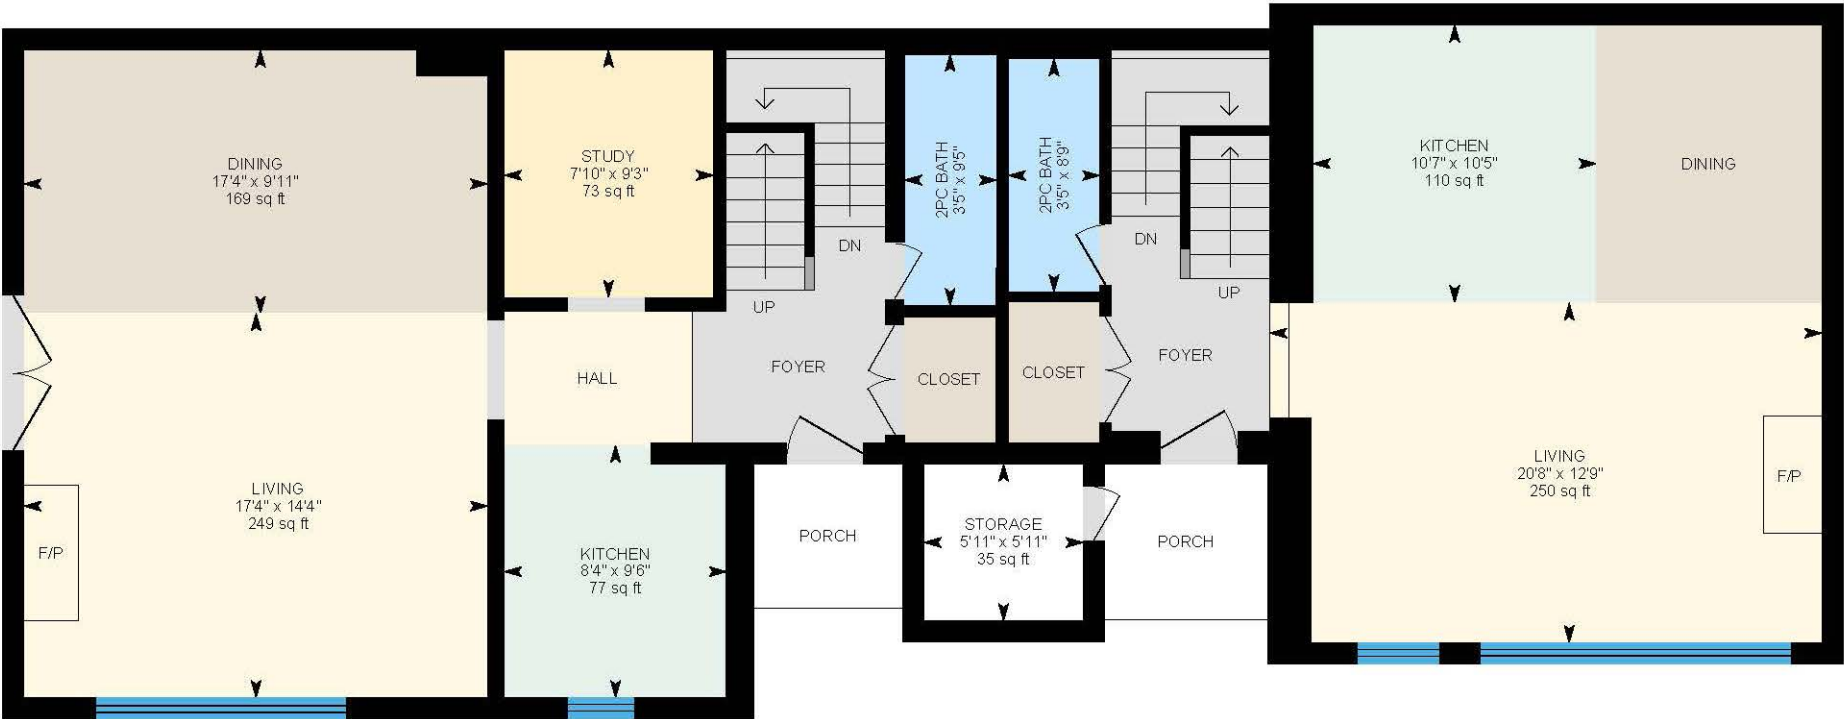 DINING
17'4" x 9'11"
169 sq ft
STUDY
7'10" x 9'3"
73 sq ft
2PC BATH
3'5" x 9'5"
2PC BATH
3'5" x 8'9"
KITCHEN
10'7" x 10'5"
110 sq ft
DINING
DN
UP
DN
UP
HALL
FOYER
CLOSET
CLOSET
FOYER
LIVING
17'4" x 14'4"
249 sq ft
F/P
KITCHEN
8'4" x 9'6"
77 sq ft
PORCH
STORAGE
5'11" x 5'11"
35 sq ft
PORCH
LIVING
20'8" x 12'9"
250 sq ft
F/P